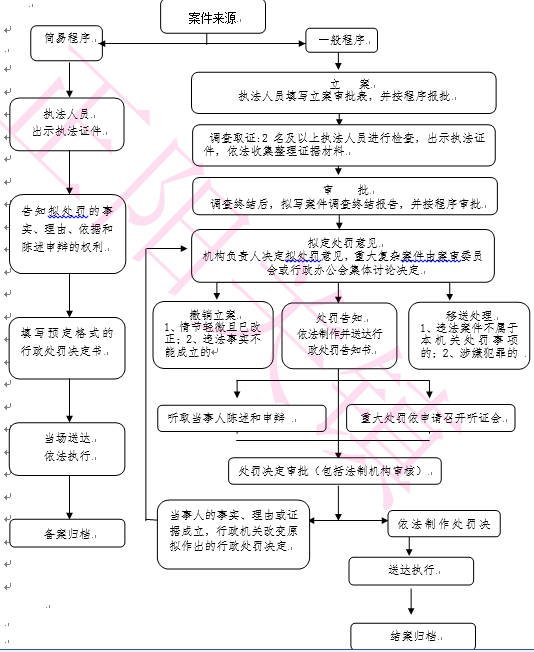 案件来源
简易程序
一般程序
执法人员
出示执法证件
告知拟处罚的事
实、理由、依据和
陈述申辩的权利
填写预定格式的
行政处罚决定书
当场送达
依法执行
备案归档
立 案
执法人员填写立案审批表，并按程序报批
调查取证:2 名及以上执法人员进行检查，出示执法证
件，依法收集整理证据材料
审 批
调查终结后，拟写案件调查终结报告，并按程序审批
拟定处罚意见
机构负责人决定拟处罚意见，重大复杂案件由案审委员
会或行政办公会集体讨论决定
撤销立案
1、情节轻微且已改
正；2、违法事实不
能成立的
处罚告知
依法制作并送达行
政处罚告知书
移送处理
1、违法案件不属于
本机关处罚事项
的；2、涉嫌犯罪的
听取当事人陈述和申辩
重大处罚依申请召开听证会
处罚决定审批（包括法制机构审核）
当事人的事实、理由或证
据成立，行政机关改变原
拟作出的行政处罚决定
依法制作处罚决
送达执行
结案归档